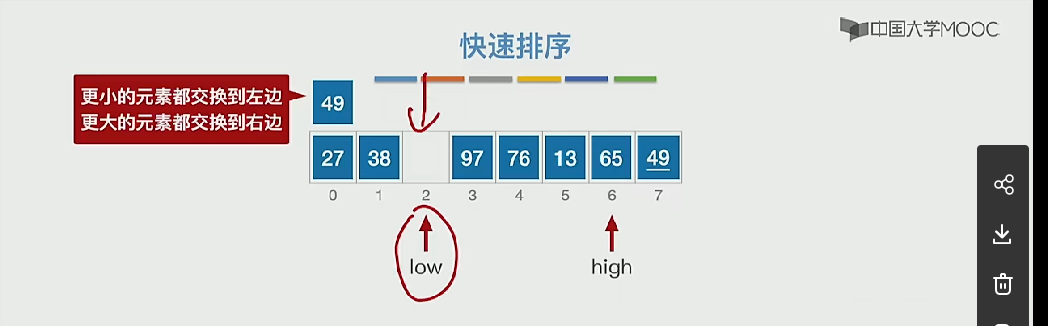 中国大学MOOC
快速排序
更小的元素都交换到左边
更大的元素都交换到右边
49
27 38 97 76 13 65 49
0 1 2 3 4 5 6 7
low high